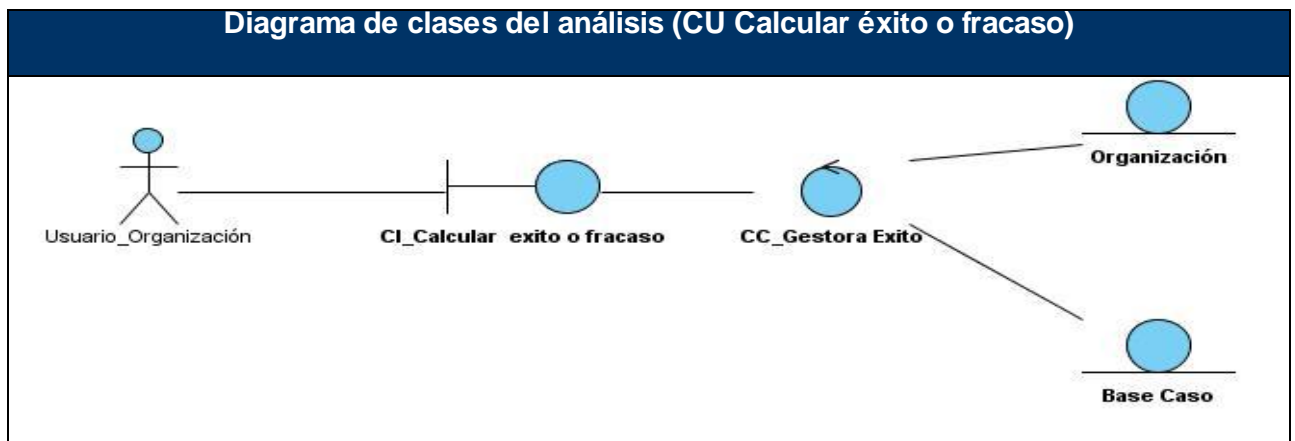 Diagrama de clases del análisis (CU Calcular éxito o fracaso)
Organización
Usuario_Organización
CI_Calcular exito o fracaso
CC_Gestora Exito
Base Caso